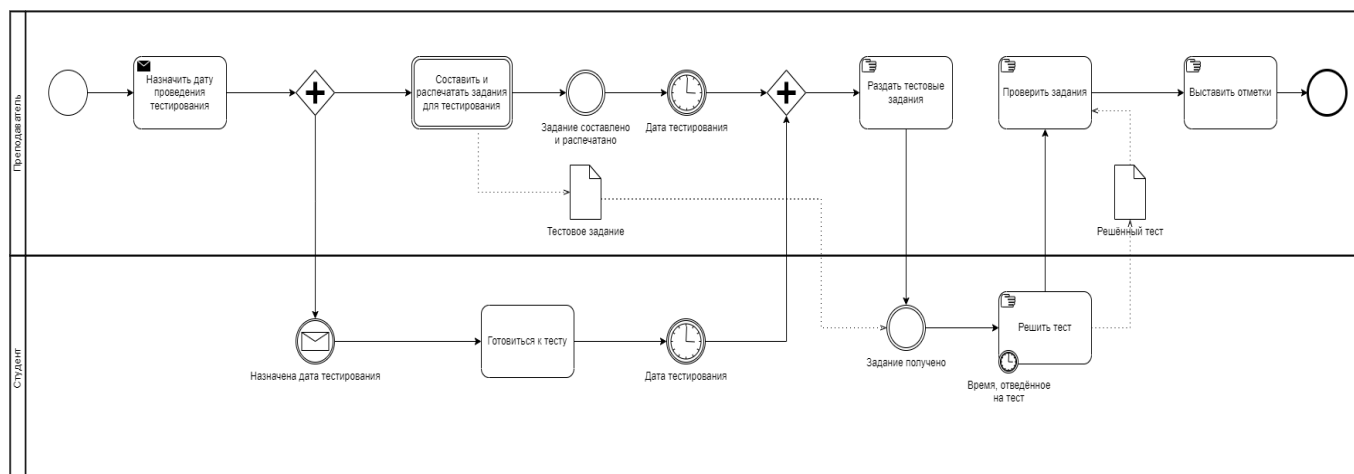 Преподаватель
Назначить дату
проведения
тестирования
Составить и
распечатать задания
для тестирования
Задание составлено
и распечатано
Дата тестирования
Раздать тестовые
задания
Проверить задания
Выставить отметки
Тестовое задание
Решённый тест
Студент
Назначена дата тестирования
Готовиться к тесту
Дата тестирования
Задание получено
Решить тест
Время, отведённое
на тест